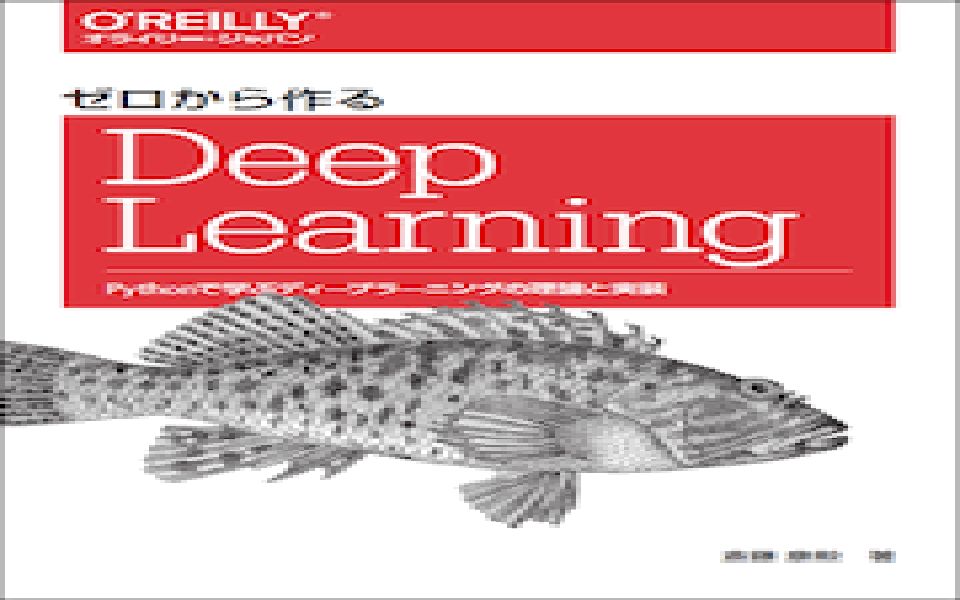 O'REILLY®
オライリー・ジャパン
ゼロから作る
Deep
Learning
Pythonで学ぶディープラーニングの理論と実装
著